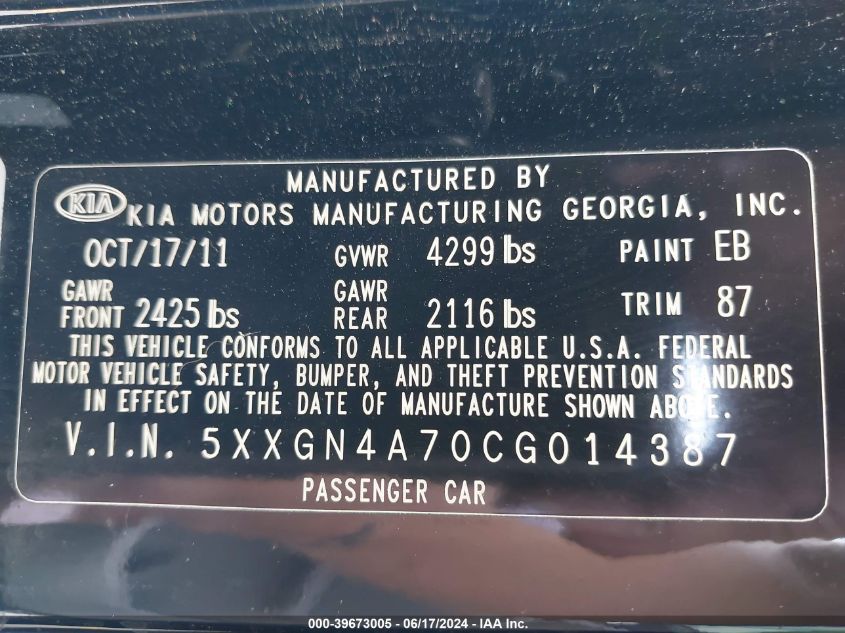 MANUFACTURED BY
KIA KIA MOTORS MANUFACTURING GEORGIA, INC.
OCT/17/11 GVWR 4299 lbs PAINT EB
GAWR FRONT 2425 lbs GAWR REAR 2116 lbs TRIM 87
THIS VEHICLE CONFORMS TO ALL APPLICABLE U.S.A. FEDERAL
MOTOR VEHICLE SAFETY, BUMPER, AND THEFT PREVENTION STANDARDS
IN EFFECT ON THE DATE OF MANUFACTURE SHOWN ABOVE.
V.I.N. 5XXGN4A70CG014387
PASSENGER CAR
000-39673005 - 06/17/2024 - IAA Inc.